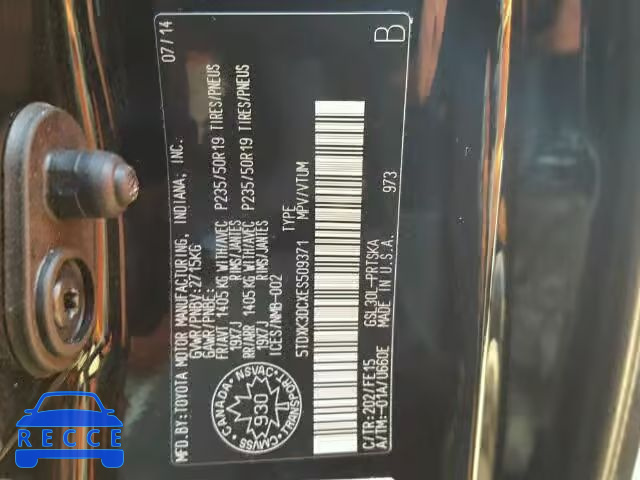 MFD.BY:TOYOTA MOTOR MANUFACTURING, INDIANA, INC. 07/14
GVWR/PNBV:2715KG
GAWR/PNBE:
FR/AVT 1405 KG WITH/AVEC P235/50R19 TIRES/PNEUS
19X7J RIMS/JANTES
RR/ARR 1405 KG WITH/AVEC P235/50R19 TIRES/PNEUS
19X7J RIMS/JANTES
ICES/NMB-002
CANADA
NSVAC
930
CMVSS
TRANSPORT
5TDXK3DCXES509371 TYPE
MPV/VTUM
973
B
C/TR:202/FE15 GSL30L-PRTSKA
A/TM:-01A/U660E MADE IN U.S.A.
RECCE